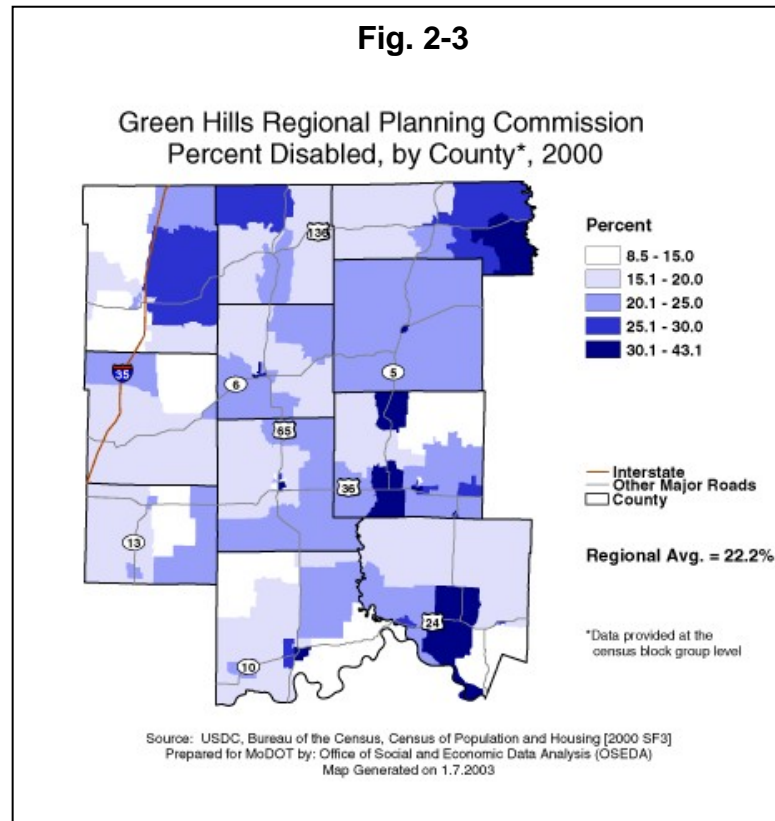 Fig. 2-3
Green Hills Regional Planning Commission
Percent Disabled, by County*, 2000
136
35
6
5
65
36
13
24
10
Percent
8.5 - 15.0
15.1 - 20.0
20.1 - 25.0
25.1 - 30.0
30.1 - 43.1
Interstate
Other Major Roads
County
Regional Avg. = 22.2%
*Data provided at the
census block group level
Source: USDC, Bureau of the Census, Census of Population and Housing [2000 SF3]
Prepared for MoDOT by: Office of Social and Economic Data Analysis (OSEDA)
Map Generated on 1.7.2003